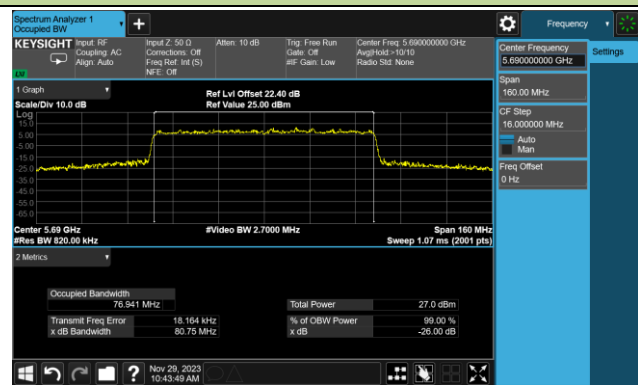 Spectrum Analyzer 1
Occupied BW
Frequency
KEYSIGHT
Input: RF
Coupling: AC
Align: Auto
Input Z: 50 Ω
Corrections: Off
Freq Ref: Int (S)
NFE: Off
Atten: 10 dB
Trig: Free Run
Gate: Off
#IF Gain: Low
Center Freq: 5.690000000 GHz
Avg|Hold:>10/10
Radio Std: None
Center Frequency
5.690000000 GHz
Settings
Span
160.00 MHz
CF Step
16.000000 MHz
Auto
Man
Freq Offset
0 Hz
1 Graph
Scale/Div 10.0 dB
Ref Lvl Offset 22.40 dB
Ref Value 25.00 dBm
Log
15.0
5.00
-5.00
-15.0
-25.0
-35.0
-45.0
-55.0
-65.0
Center 5.69 GHz
#Video BW 2.7000 MHz
Span 160 MHz
#Res BW 820.00 kHz
Sweep 1.07 ms (2001 pts)
2 Metrics
Occupied Bandwidth
76.941 MHz
Total Power 27.0 dBm
Transmit Freq Error 18.164 kHz
% of OBW Power 99.00 %
x dB Bandwidth 80.75 MHz
x dB -26.00 dB
?
Nov 29, 2023
10:43:49 AM